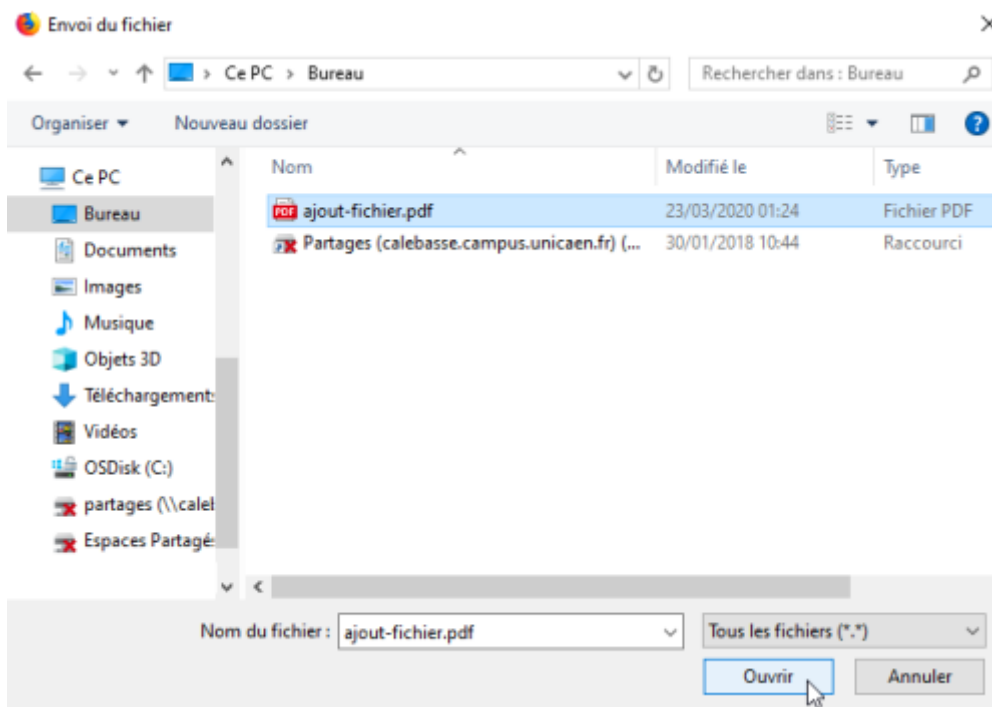 Envoi du fichier
Ce PC > Bureau
Rechercher dans : Bureau
Organiser
Nouveau dossier
?
Ce PC
Bureau
Documents
Images
Musique
Objets 3D
Téléchargement
Vidéos
OSDisk (C:)
partages (\\caleb
Espaces Partagé
Nom
Modifié le
Type
PDF
ajout-fichier.pdf
23/03/2020 01:24
Fichier PDF
Partages (calebasse.campus.unicaen.fr) (...
30/01/2018 10:44
Raccourci
Nom du fichier :
ajout-fichier.pdf
Tous les fichiers (*.*)
Ouvrir
Annuler